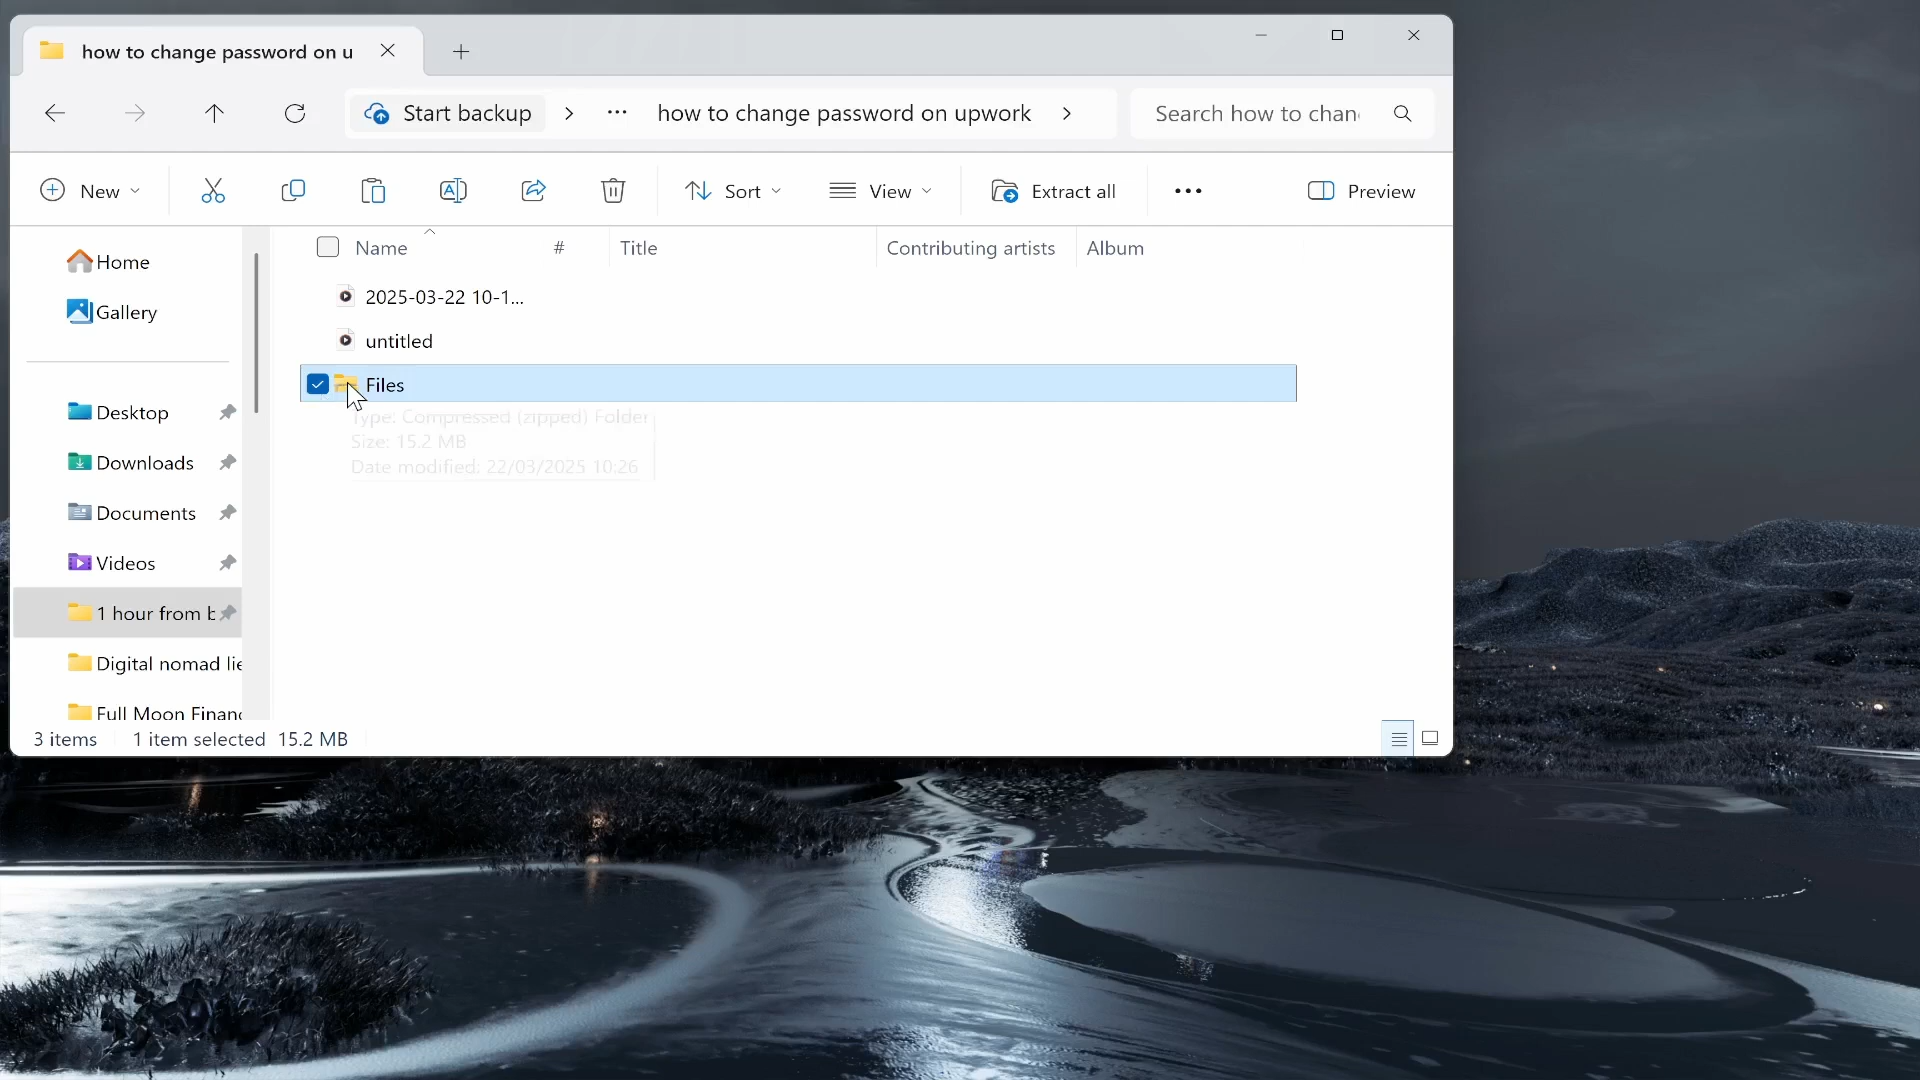 how to change password on u
Start backup
how to change password on upwork
Search how to chan
New
Sort
View
Extract all
Preview
Name
#
Title
Contributing artists
Album
2025-03-22 10-1...
untitled
Files
Type: Compressed (zipped) Folder
Size: 15.2 MB
Date modified: 22/03/2025 10:26
Home
Gallery
Desktop
Downloads
Documents
Videos
1 hour from b
Digital nomad lie
Full Moon Financ
3 items
1 item selected 15.2 MB